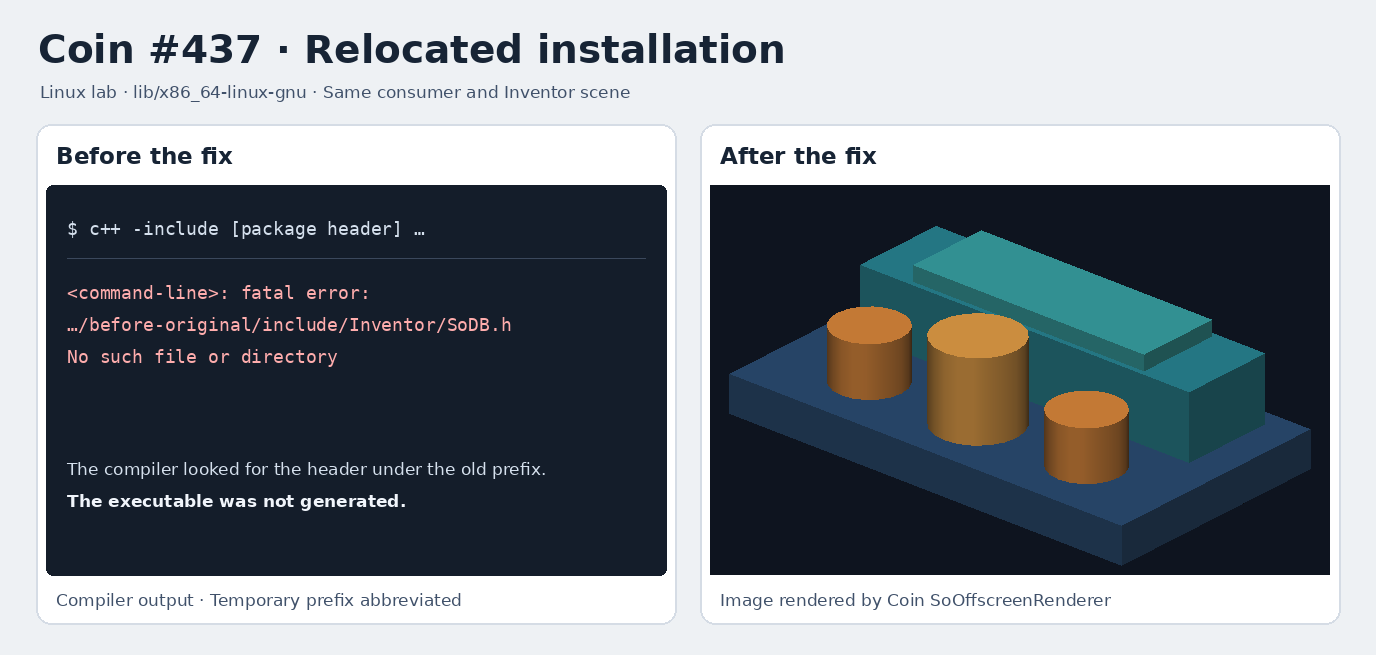 Coin #437 · Relocated installation
Linux lab · lib/x86_64-linux-gnu · Same consumer and Inventor scene
Before the fix
$ c++ -include [package header] …
<command-line>: fatal error:
…/before-original/include/Inventor/SoDB.h
No such file or directory
The compiler looked for the header under the old prefix.
The executable was not generated.
Compiler output · Temporary prefix abbreviated
After the fix
Image rendered by Coin SoOffscreenRenderer